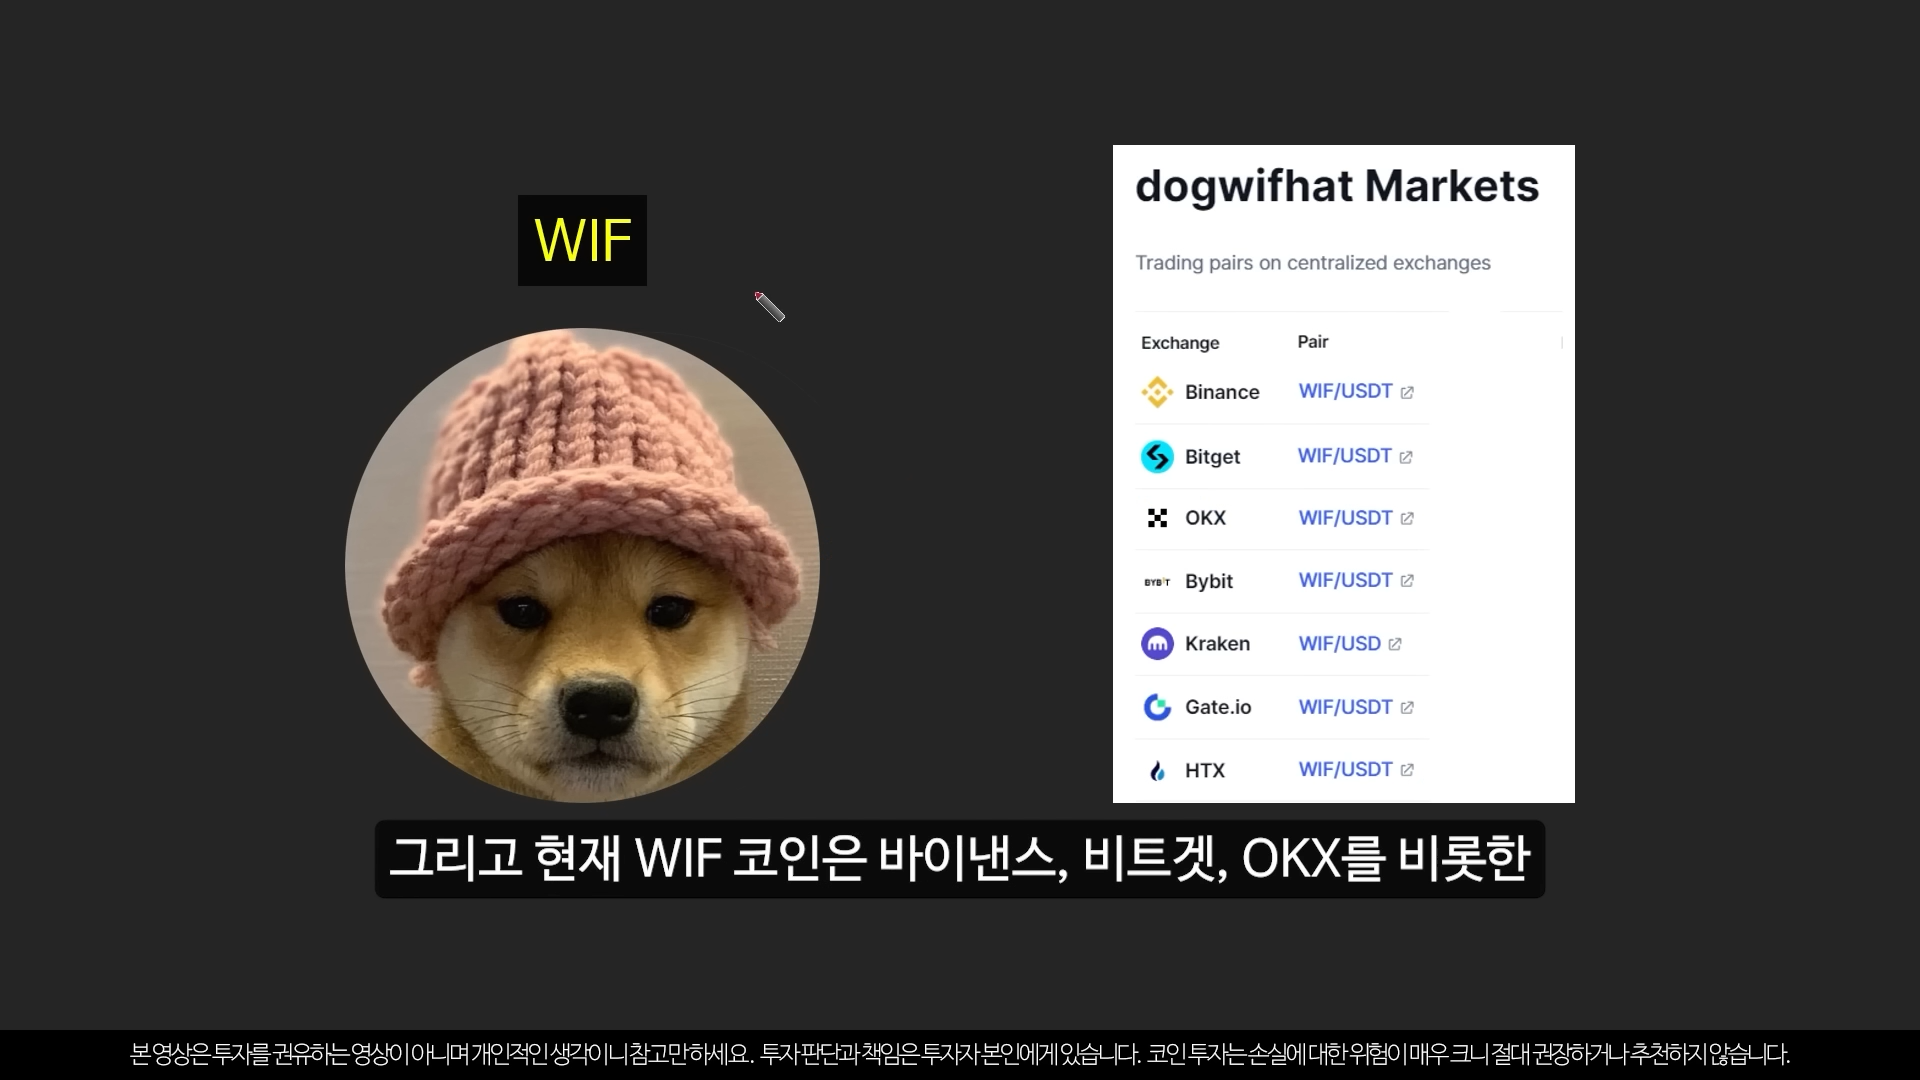 WIF
dogwifhat Markets
Trading pairs on centralized exchanges
Exchange Pair
Binance WIF/USDT
Bitget WIF/USDT
OKX WIF/USDT
BYBIT Bybit WIF/USDT
Kraken WIF/USD
Gate.io WIF/USDT
HTX WIF/USDT
그리고 현재 WIF 코인은 바이낸스, 비트겟, OKX를 비롯한
본 영상은 투자를 권유하는 영상이 아니며 개인적인 생각이니 참고만 하세요. 투자 판단과 책임은 투자자 본인에게 있습니다. 코인 투자는 손실에 대한 위험이 매우 크니 절대 권장하거나 추천하지 않습니다.